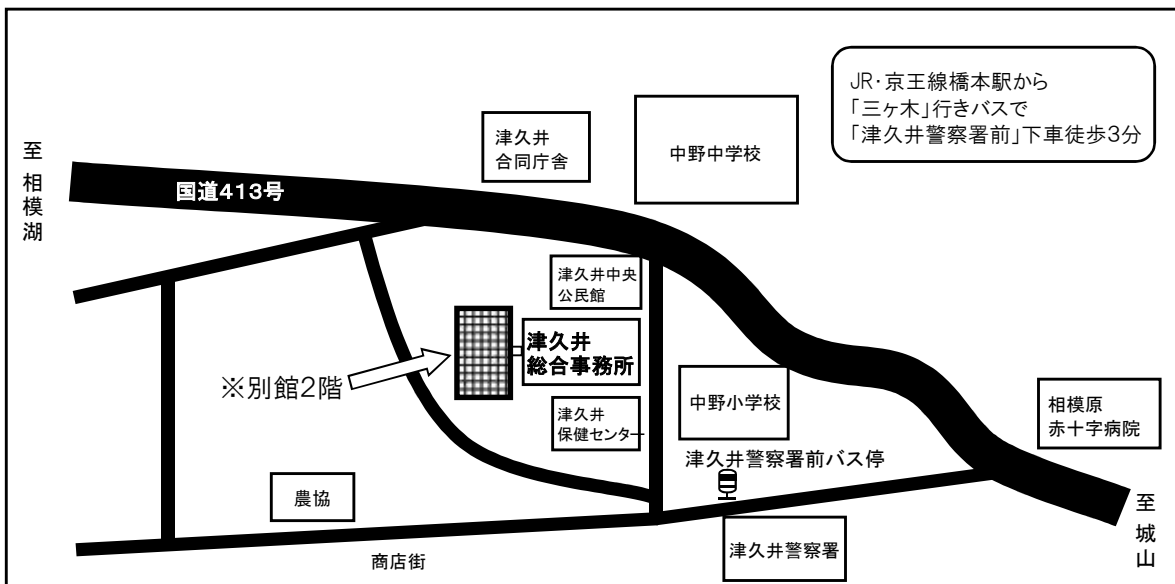 JR・京王線橋本駅から
「三ヶ木」行きバスで
「津久井警察署前」下車徒歩3分
津久井
合同庁舎
中野中学校
至 相模湖
国道413号
津久井中央
公民館
津久井
総合事務所
※別館2階
津久井
保健センター
中野小学校
相模原
赤十字病院
津久井警察署前バス停
農協
至 城山
津久井警察署
商店街